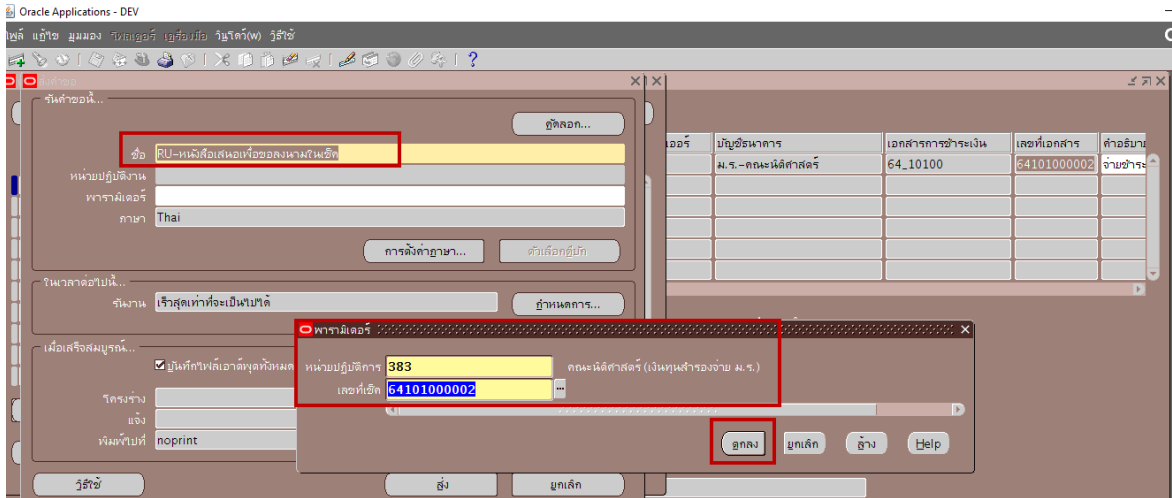 Oracle Applications - DEV
แก้ไข มุมมอง โฟลเดอร์ เครื่องมือ วินโดว์(w) วิธีใช้
รันคำขอนี้...
คัดลอก...
ชื่อ RU-หนังสือเสนอเพื่อขอลงนามในเช็ค
หน่วยปฏิบัติงาน
พารามิเตอร์
ภาษา Thai
การตั้งค่าภาษา... ตัวเลือกดีบัก
บัญชีธนาคาร เอกสารการชำระเงิน เลขที่เอกสาร
ม.ร.-คณะนิติศาสตร์ 64_10100 64101000002 จ่ายชำระ
ในเวลาต่อไปนี้...
รันงาน เร็วสุดเท่าที่จะเป็นไปได้ กำหนดการ...
พารามิเตอร์
หน่วยปฏิบัติการ 383 คณะนิติศาสตร์ (เงินทุนสำรองจ่าย ม.ร.)
เลขที่เช็ค 64101000002
ตกลง ยกเลิก ล้าง Help
เมื่อเสร็จสมบูรณ์...
บันทึกไฟล์เอาต์พุตทั้งหมด
โครงร่าง
แจ้ง
พิมพ์ไปที่ noprint
วิธีใช้ ส่ง ยกเลิก